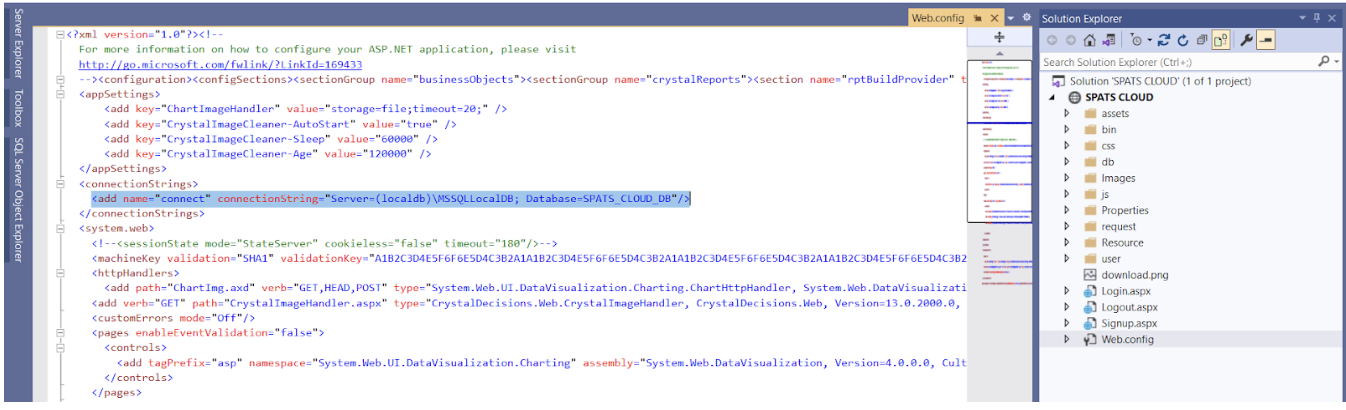 Server Explorer
Toolbox
SQL Server Object Explorer
Web.config
<?xml version="1.0"?><!--
For more information on how to configure your ASP.NET application, please visit
http://go.microsoft.com/fwlink/?LinkId=169433
--><configuration><configSections><sectionGroup name="businessObjects"><sectionGroup name="crystalReports"><section name="rptBuildProvider" t
<appSettings>
<add key="ChartImageHandler" value="storage=file;timeout=20;" />
<add key="CrystalImageCleaner-AutoStart" value="true" />
<add key="CrystalImageCleaner-Sleep" value="60000" />
<add key="CrystalImageCleaner-Age" value="120000" />
</appSettings>
<connectionStrings>
<add name="connect" connectionString="Server=(localdb)\MSSQLLocalDB; Database=SPATS_CLOUD_DB"/>
</connectionStrings>
<system.web>
<!--<sessionState mode="StateServer" cookieless="false" timeout="180"/>-->
<machineKey validation="SHA1" validationKey="A1B2C3D4E5F6F6E5D4C3B2A1A1B2C3D4E5F6F6E5D4C3B2A1A1B2C3D4E5F6F6E5D4C3B2A1A1B2C3D4E5F6F6E5D4C3B2
<httpHandlers>
<add path="ChartImg.axd" verb="GET,HEAD,POST" type="System.Web.UI.DataVisualization.Charting.ChartHttpHandler, System.Web.DataVisualizati
<add verb="GET" path="CrystalImageHandler.aspx" type="CrystalDecisions.Web.CrystalImageHandler, CrystalDecisions.Web, Version=13.0.2000.0,
<customErrors mode="Off"/>
<pages enableEventValidation="false">
<controls>
<add tagPrefix="asp" namespace="System.Web.UI.DataVisualization.Charting" assembly="System.Web.DataVisualization, Version=4.0.0.0, Cult
</controls>
</pages>
Solution Explorer
Search Solution Explorer (Ctrl+;)
Solution 'SPATS CLOUD' (1 of 1 project)
SPATS CLOUD
assets
bin
css
db
Images
js
Properties
request
Resource
user
download.png
Login.aspx
Logout.aspx
Signup.aspx
Web.config